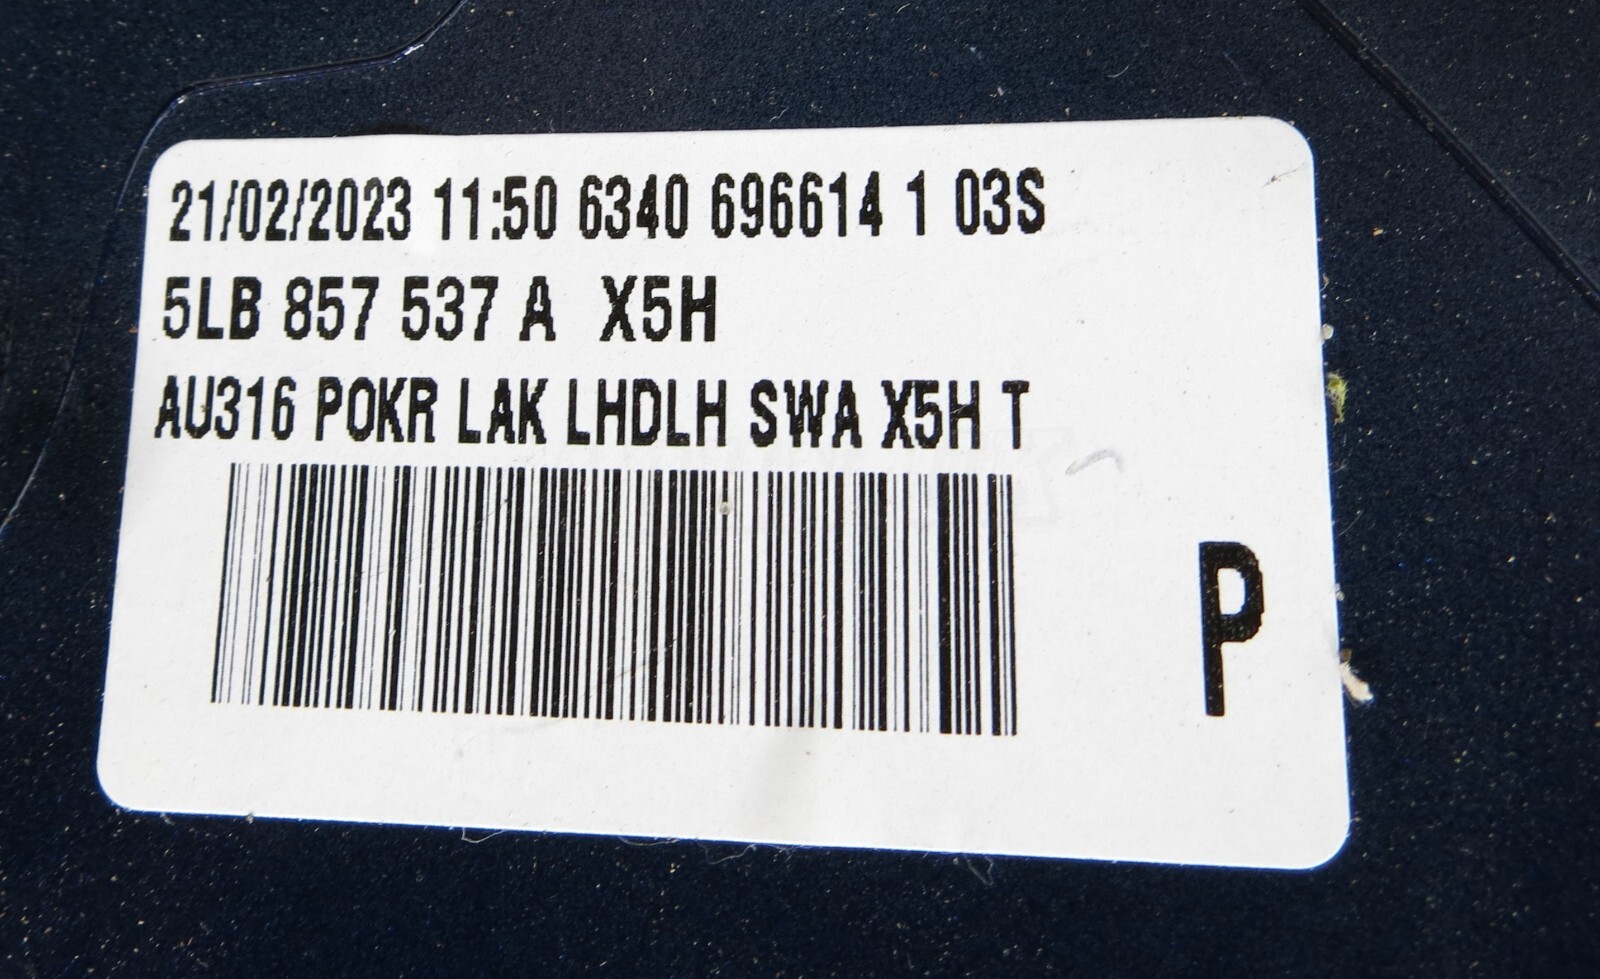 21/02/2023 11:50 6340 696614 1 03S
5LB 857 537 A X5H
AU316 POKR LAK LHDLH SWA X5H T
P